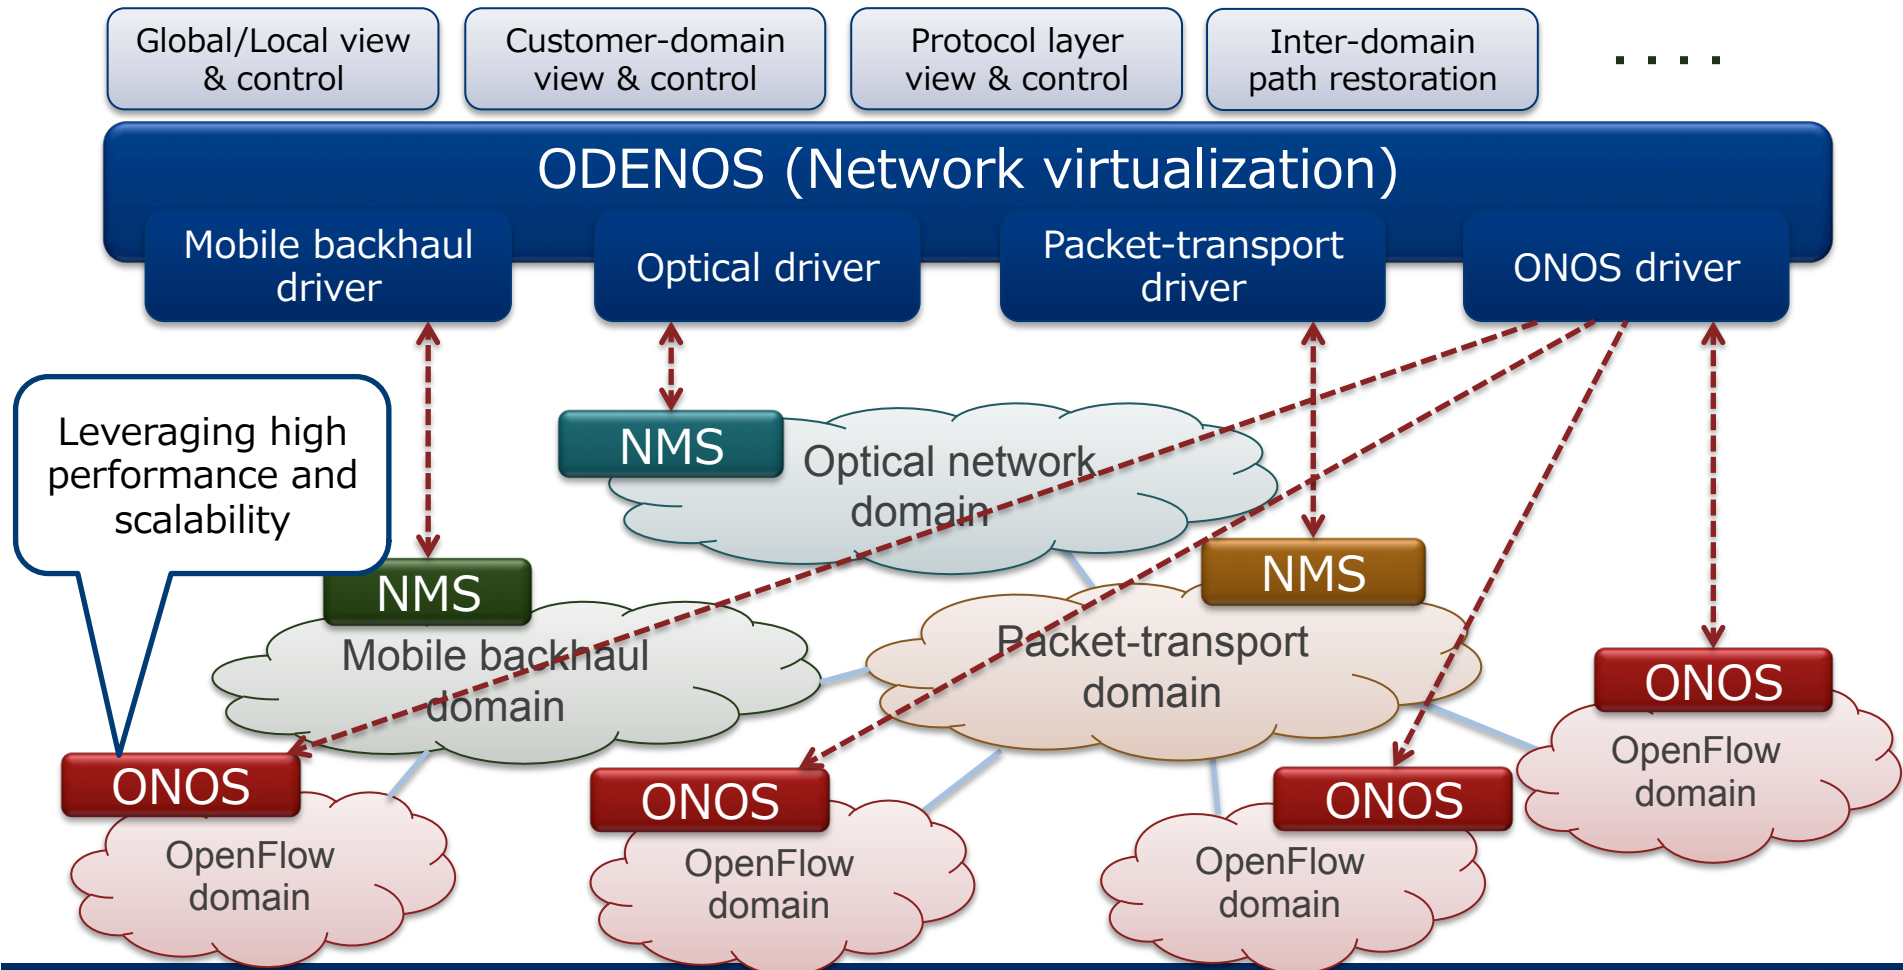 Global/Local view
& control
Customer-domain
view & control
Protocol layer
view & control
Inter-domain
path restoration
. . . .
ODENOS (Network virtualization)
Mobile backhaul
driver
Optical driver
Packet-transport
driver
ONOS driver
Leveraging high
performance and
scalability
NMS
Optical network
domain
NMS
Mobile backhaul
domain
NMS
Packet-transport
domain
ONOS
OpenFlow
domain
ONOS
OpenFlow
domain
ONOS
OpenFlow
domain
ONOS
OpenFlow
domain